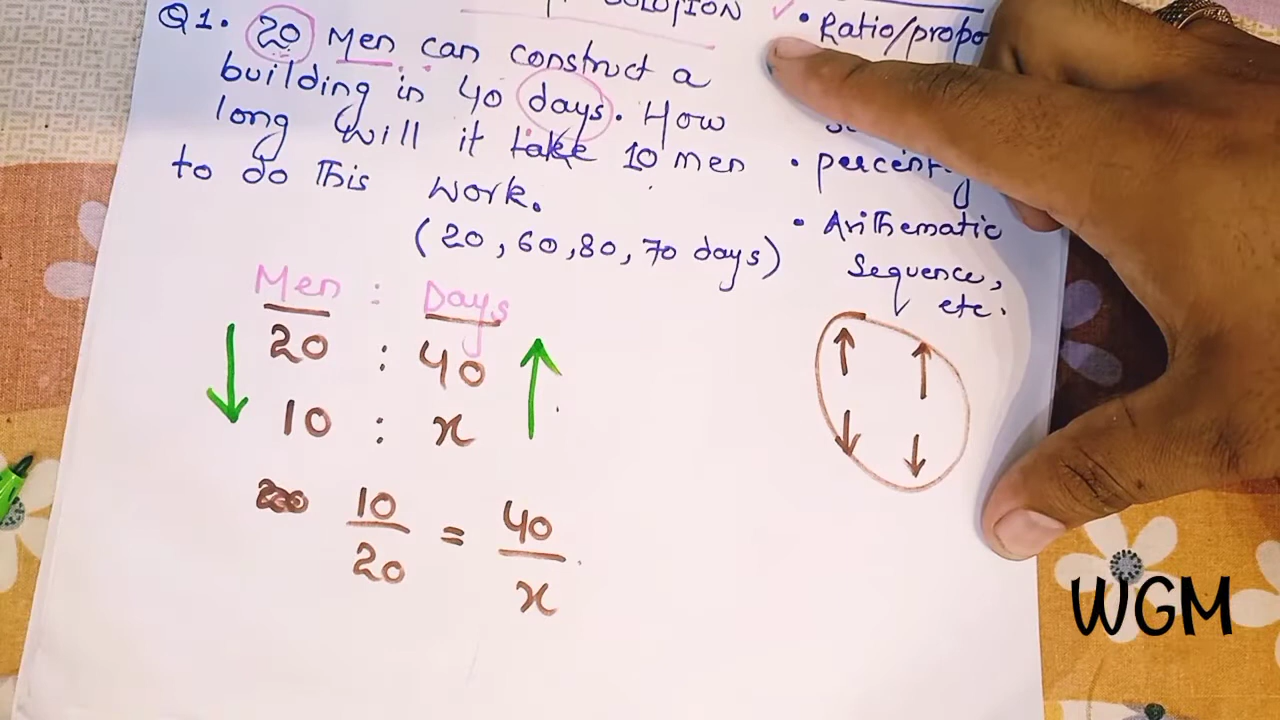 SOLUTION
Q1. 20 Men can construct a
building in 40 days. How
long will it take 10 men
to do This work.
(20, 60, 80, 70 days)
• Ratio/propo
• percent
• Arithematic
Sequence,
etc.
Men : Days
20 : 40
10 : x
10/20 = 40/x
WGM